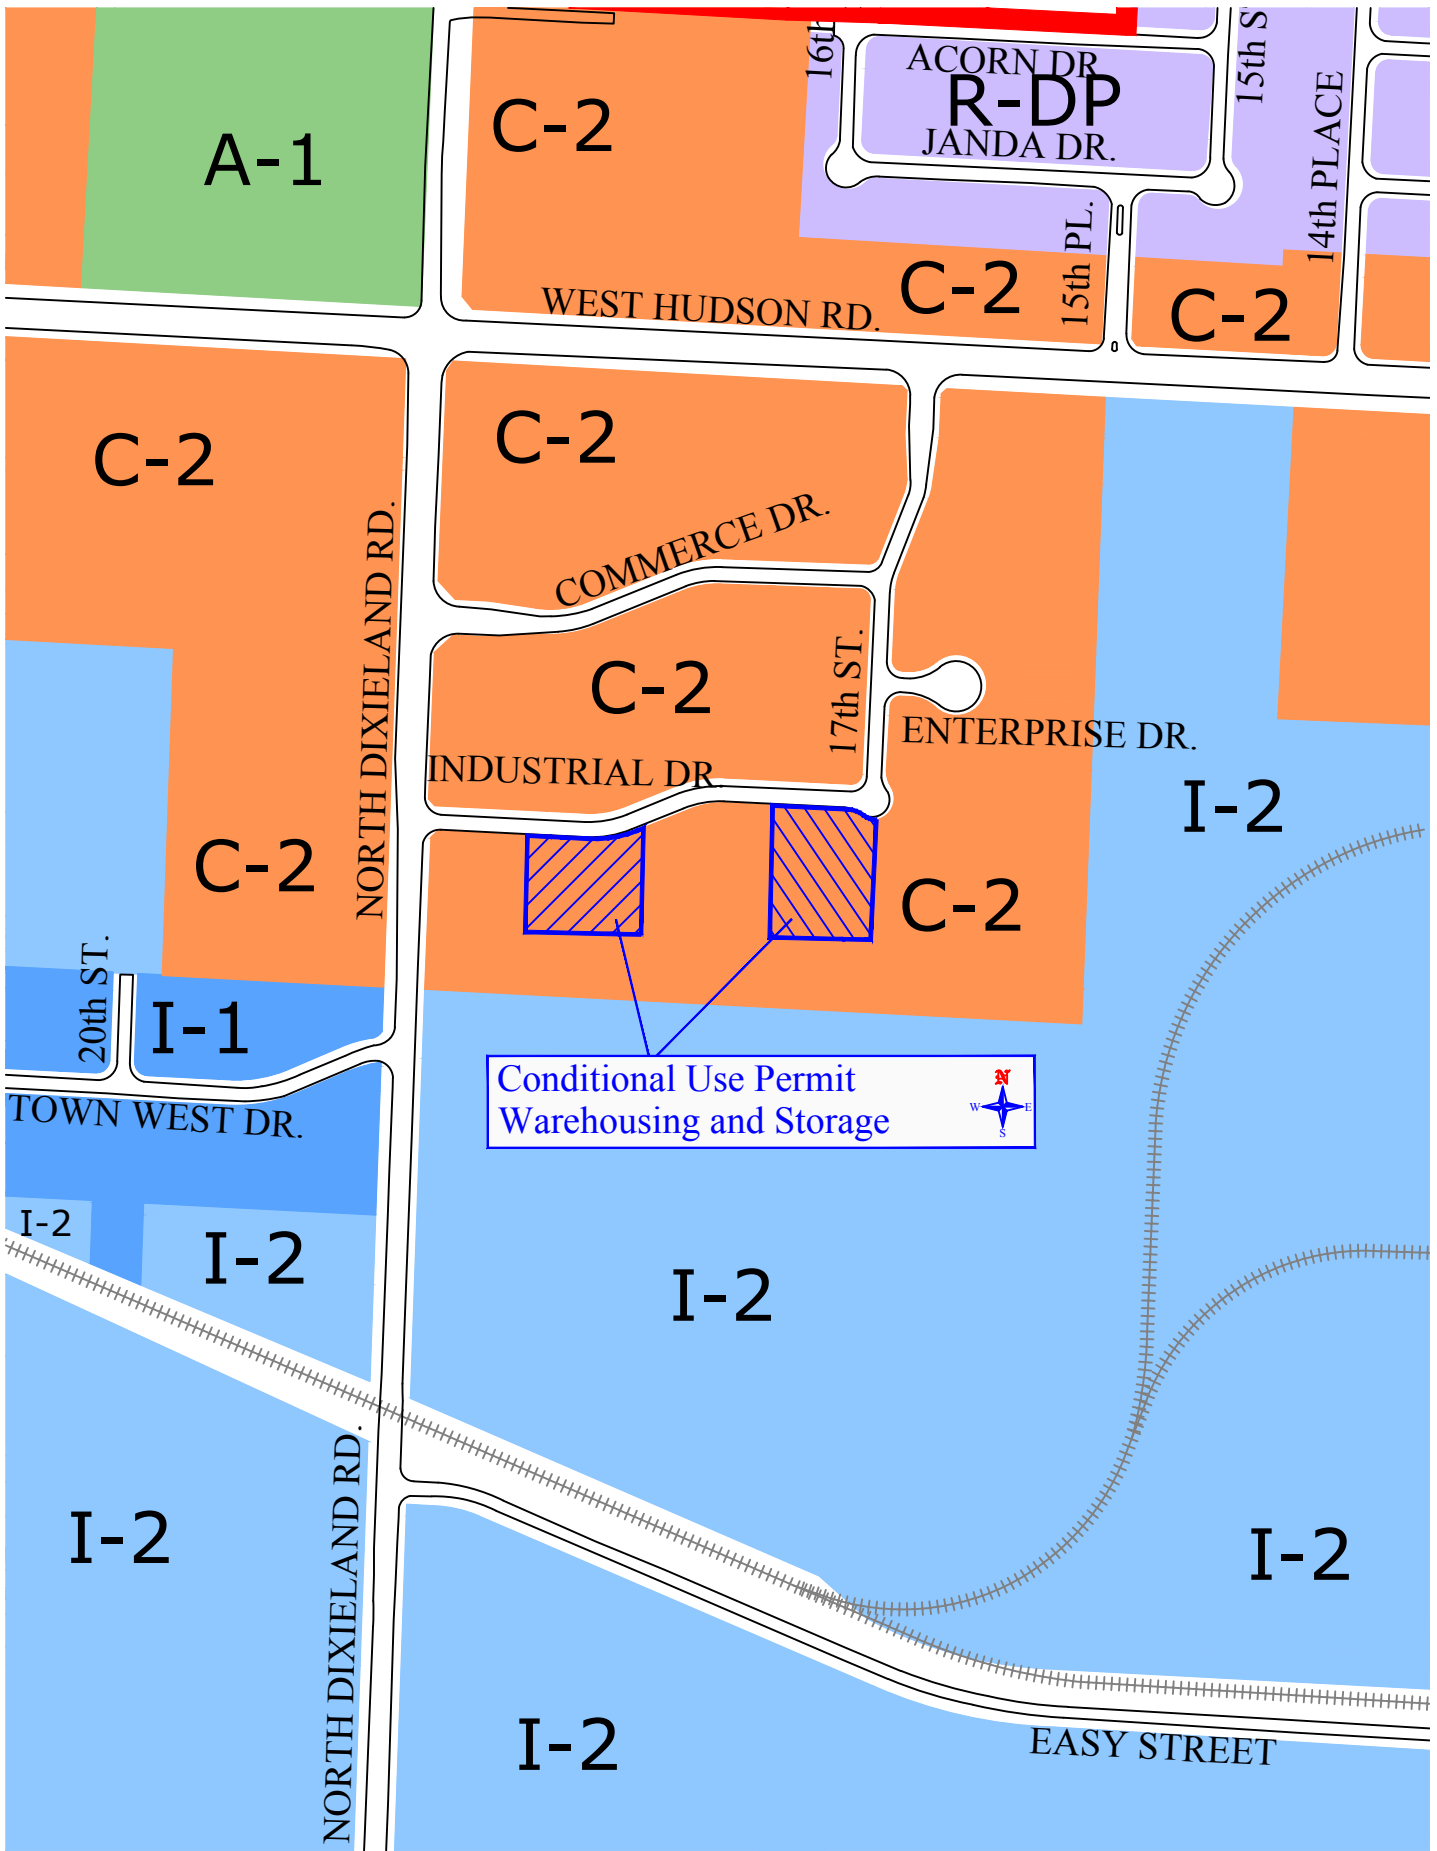 16th
ACORN DR
15th S
R-DP
C-2
A-1
JANDA DR.
14th PLACE
15th PL.
C-2
C-2
WEST HUDSON RD.
C-2
C-2
COMMERCE DR.
NORTH DIXIELAND RD.
C-2
17th ST.
ENTERPRISE DR.
INDUSTRIAL DR.
I-2
C-2
C-2
20th ST.
I-1
TOWN WEST DR.
Conditional Use Permit
Warehousing and Storage
N
W
E
S
I-2
I-2
I-2
NORTH DIXIELAND RD.
I-2
I-2
I-2
EASY STREET